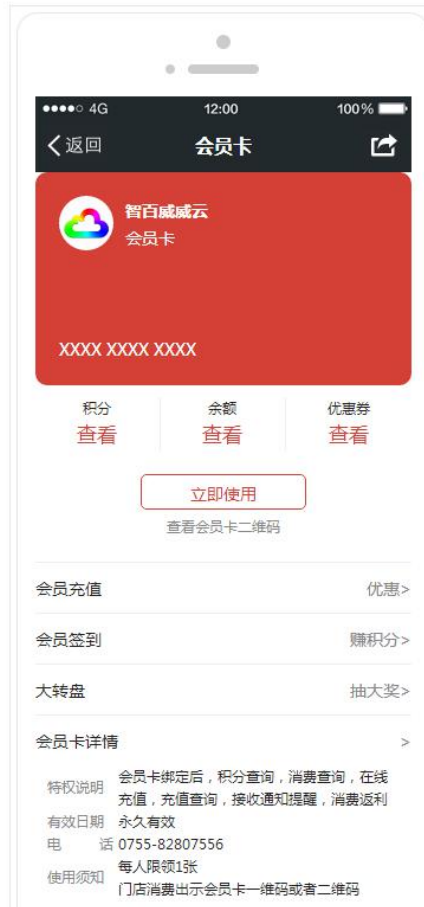 4G 12:00 100%
返回 会员卡
智百威威云
会员卡
XXXX XXXX XXXX
积分 余额 优惠券
查看 查看 查看
立即使用
查看会员卡二维码
会员充值 优惠>
会员签到 赚积分>
大转盘 抽大奖>
会员卡详情 >
特权说明 会员卡绑定后，积分查询，消费查询，在线
充值，充值查询，接收通知提醒，消费返利
有效日期 永久有效
电 话 0755-82807556
使用须知 每人限领1张
门店消费出示会员卡一维码或者二维码